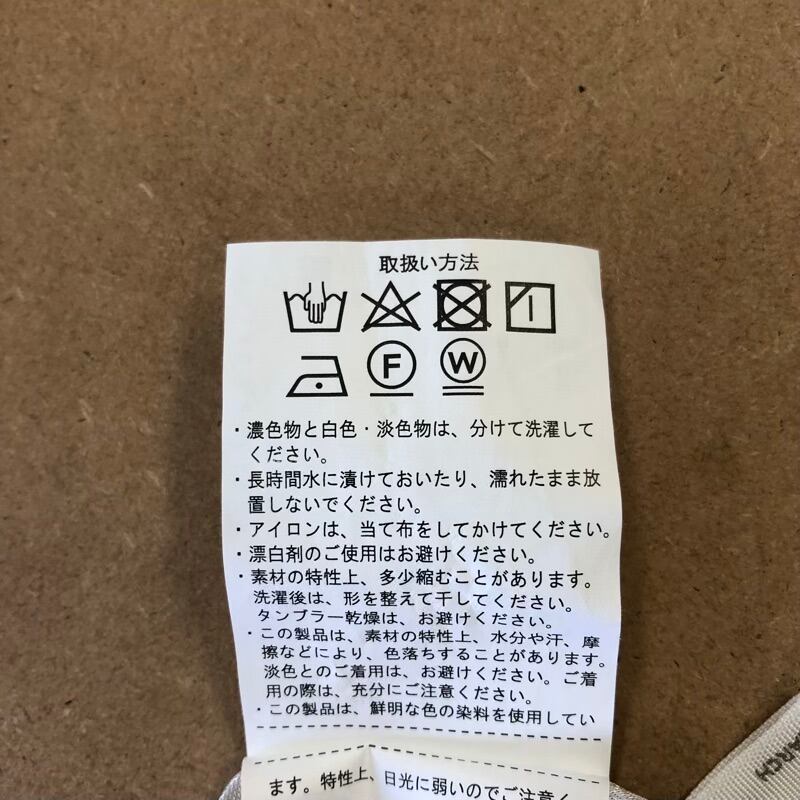 取扱い方法
F W
・濃色物と白色・淡色物は、分けて洗濯して
ください。
・長時間水に漬けておいたり、濡れたまま放
置しないでください。
・アイロンは、当て布をしてかけてください。
・漂白剤のご使用はお避けください。
・素材の特性上、多少縮むことがあります。
洗濯後は、形を整えて干してください。
タンブラー乾燥は、お避けください。
・この製品は、素材の特性上、水分や汗、摩
擦などにより、色落ちすることがあります。
淡色とのご着用は、お避けください。ご着
用の際は、充分にご注意ください。
・この製品は、鮮明な色の染料を使用してい
ます。特性上、日光に弱いのでご注意く
ARCH